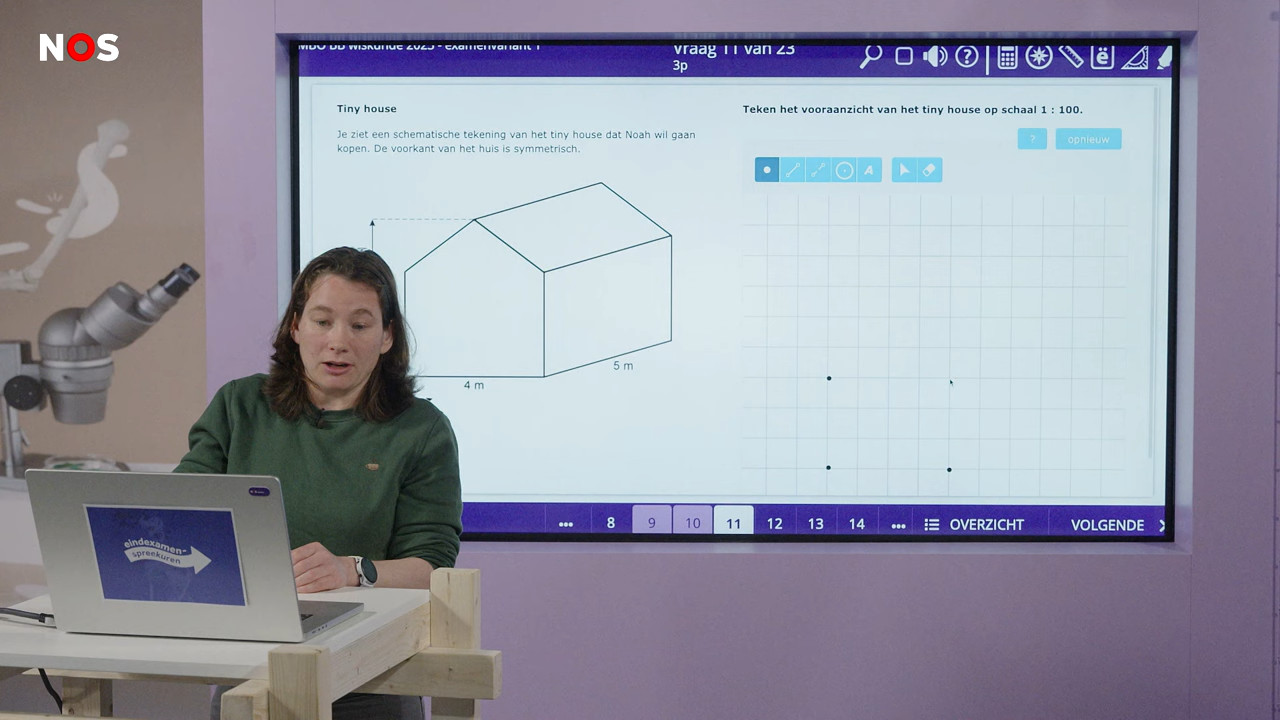 NOS
MBO BB wiskunde 2023 - examenvariant 1
Vraag 11 van 23
3p
Tiny house
Je ziet een schematische tekening van het tiny house dat Noah wil gaan
kopen. De voorkant van het huis is symmetrisch.
4 m
5 m
Teken het vooraanzicht van het tiny house op schaal 1 : 100.
?
opnieuw
A
... 8 9 10 11 12 13 14 ... OVERZICHT VOLGENDE
eindexamen-
spreekuren